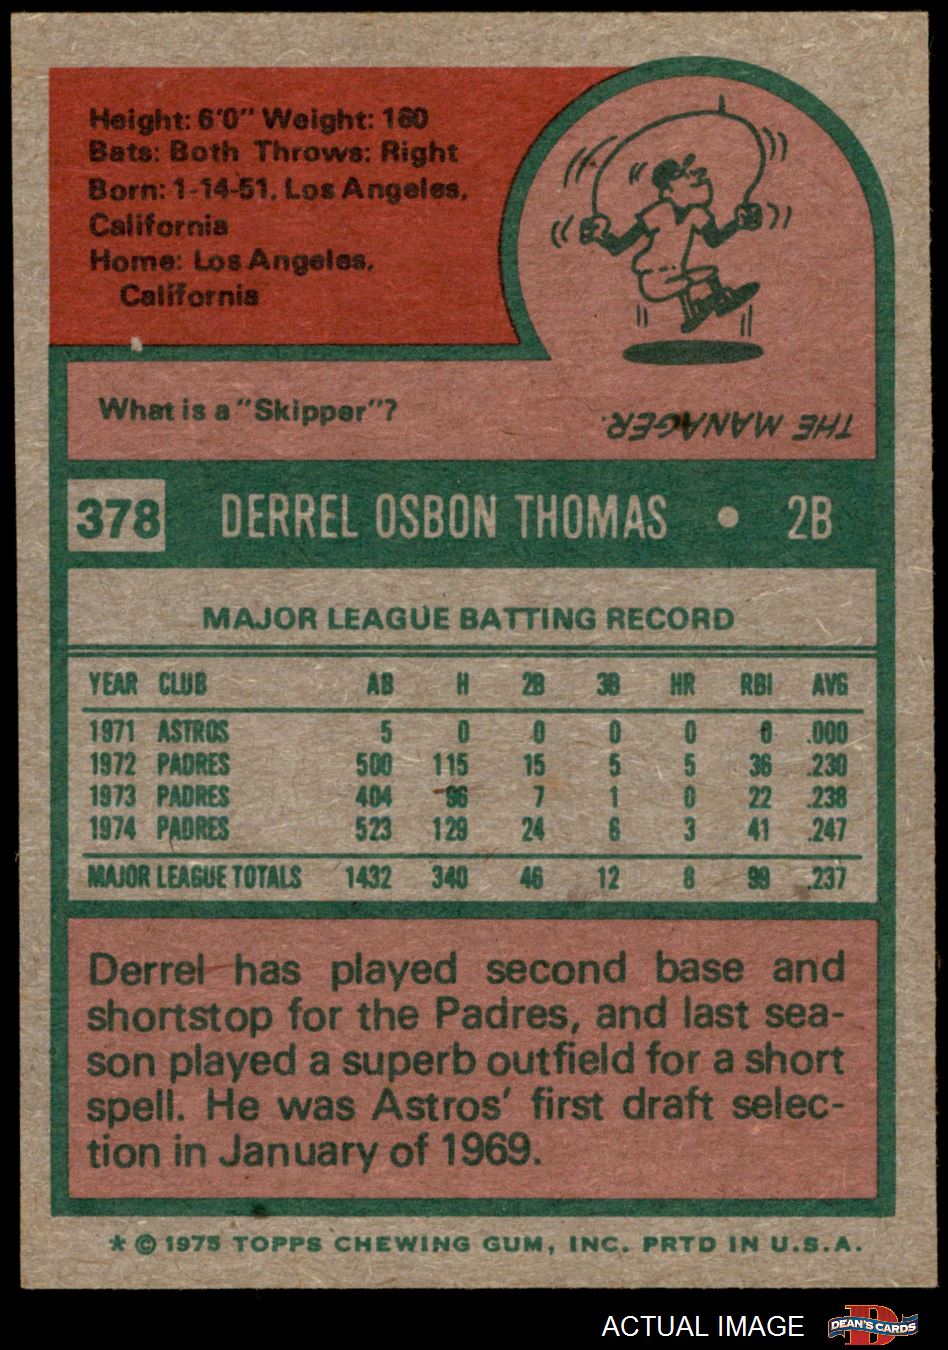 Height: 6'0" Weight: 160
Bats: Both Throws: Right
Born: 1-14-51, Los Angeles,
California
Home: Los Angeles,
California
What is a "Skipper"?
THE MANAGER.
378 DERREL OSBON THOMAS • 2B
MAJOR LEAGUE BATTING RECORD
YEAR CLUB AB H 2B 3B HR RBI AVG
1971 ASTROS 5 0 0 0 0 0 .000
1972 PADRES 500 115 15 5 5 36 .230
1973 PADRES 404 96 7 1 0 22 .238
1974 PADRES 523 129 24 6 3 41 .247
MAJOR LEAGUE TOTALS 1432 340 46 12 8 99 .237
Derrel has played second base and
shortstop for the Padres, and last sea-
son played a superb outfield for a short
spell. He was Astros' first draft selec-
tion in January of 1969.
* © 1975 TOPPS CHEWING GUM, INC. PRTD IN U.S.A.
ACTUAL IMAGE
DEAN'S CARDS